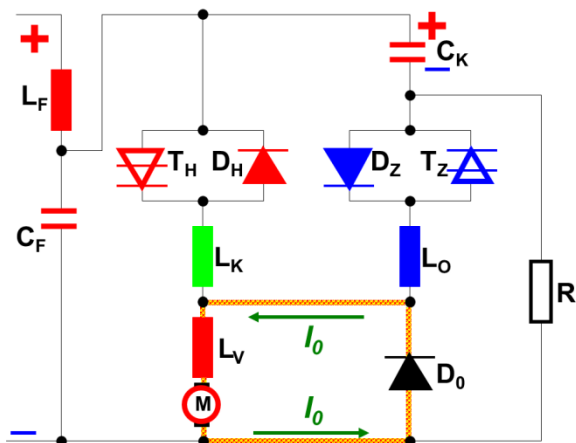 +
+
C_K
–
L_F
T_H
D_H
D_Z
T_Z
C_F
L_K
L_O
R
I_0
L_V
D_0
M
I_0
–